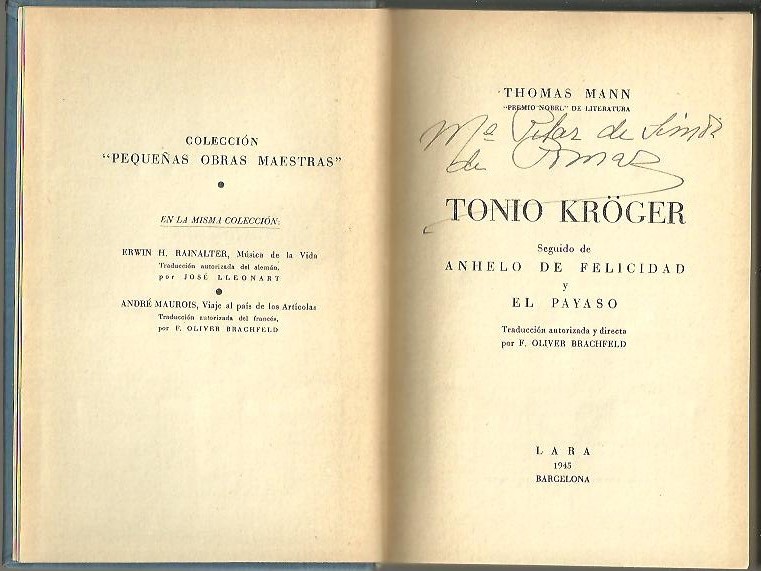 COLECCIÓN
"PEQUEÑAS OBRAS MAESTRAS"
EN LA MISMA COLECCIÓN:
ERWIN H. RAINALTER, Música de la Vida
Traducción autorizada del alemán,
por JOSÉ LLEONART
ANDRÉ MAUROIS, Viaje al país de los Artícolas
Traducción autorizada del francés,
por F. OLIVER BRACHFELD
THOMAS MANN
"PREMIO NOBEL" DE LITERATURA
Mª Pilar de
de
TONIO KRÖGER
Seguido de
ANHELO DE FELICIDAD
y
EL PAYASO
Traducción autorizada y directa
por F. OLIVER BRACHFELD
LARA
1945
BARCELONA